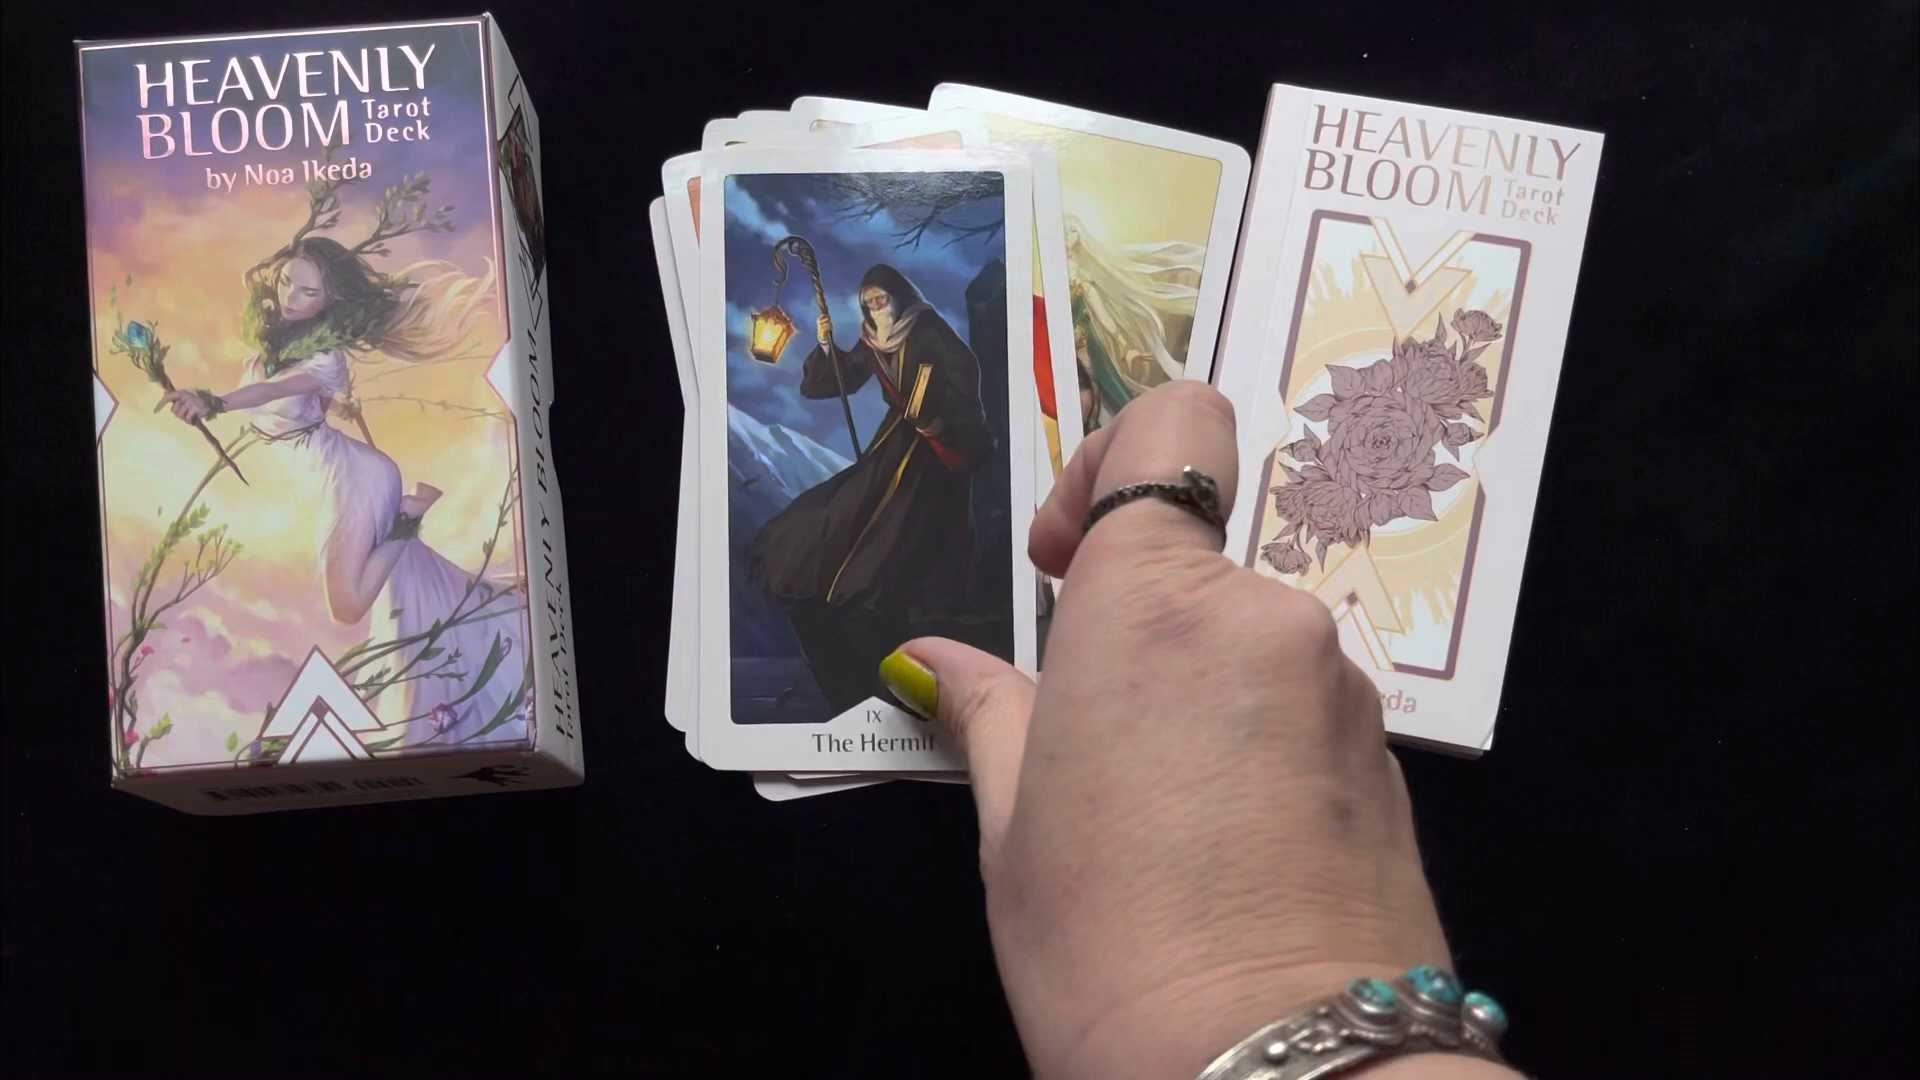 HEAVENLY
BLOOM Tarot
Deck
by Noa Ikeda
HEAVENLY BLOOM
Tarot Deck
IX
The Hermit
HEAVENLY
BLOOM Tarot
Deck